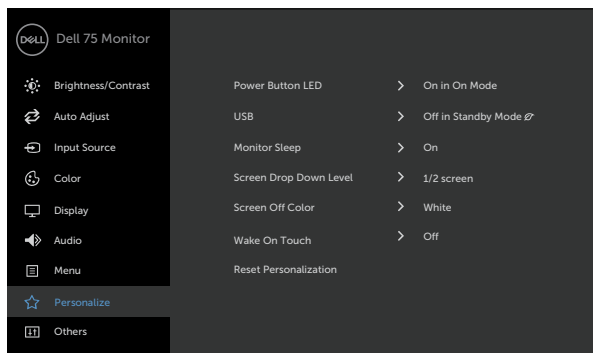 DELL Dell 75 Monitor
Brightness/Contrast
Auto Adjust
Input Source
Color
Display
Audio
Menu
Personalize
Others
Power Button LED > On in On Mode
USB > Off in Standby Mode
Monitor Sleep > On
Screen Drop Down Level > 1/2 screen
Screen Off Color > White
Wake On Touch > Off
Reset Personalization